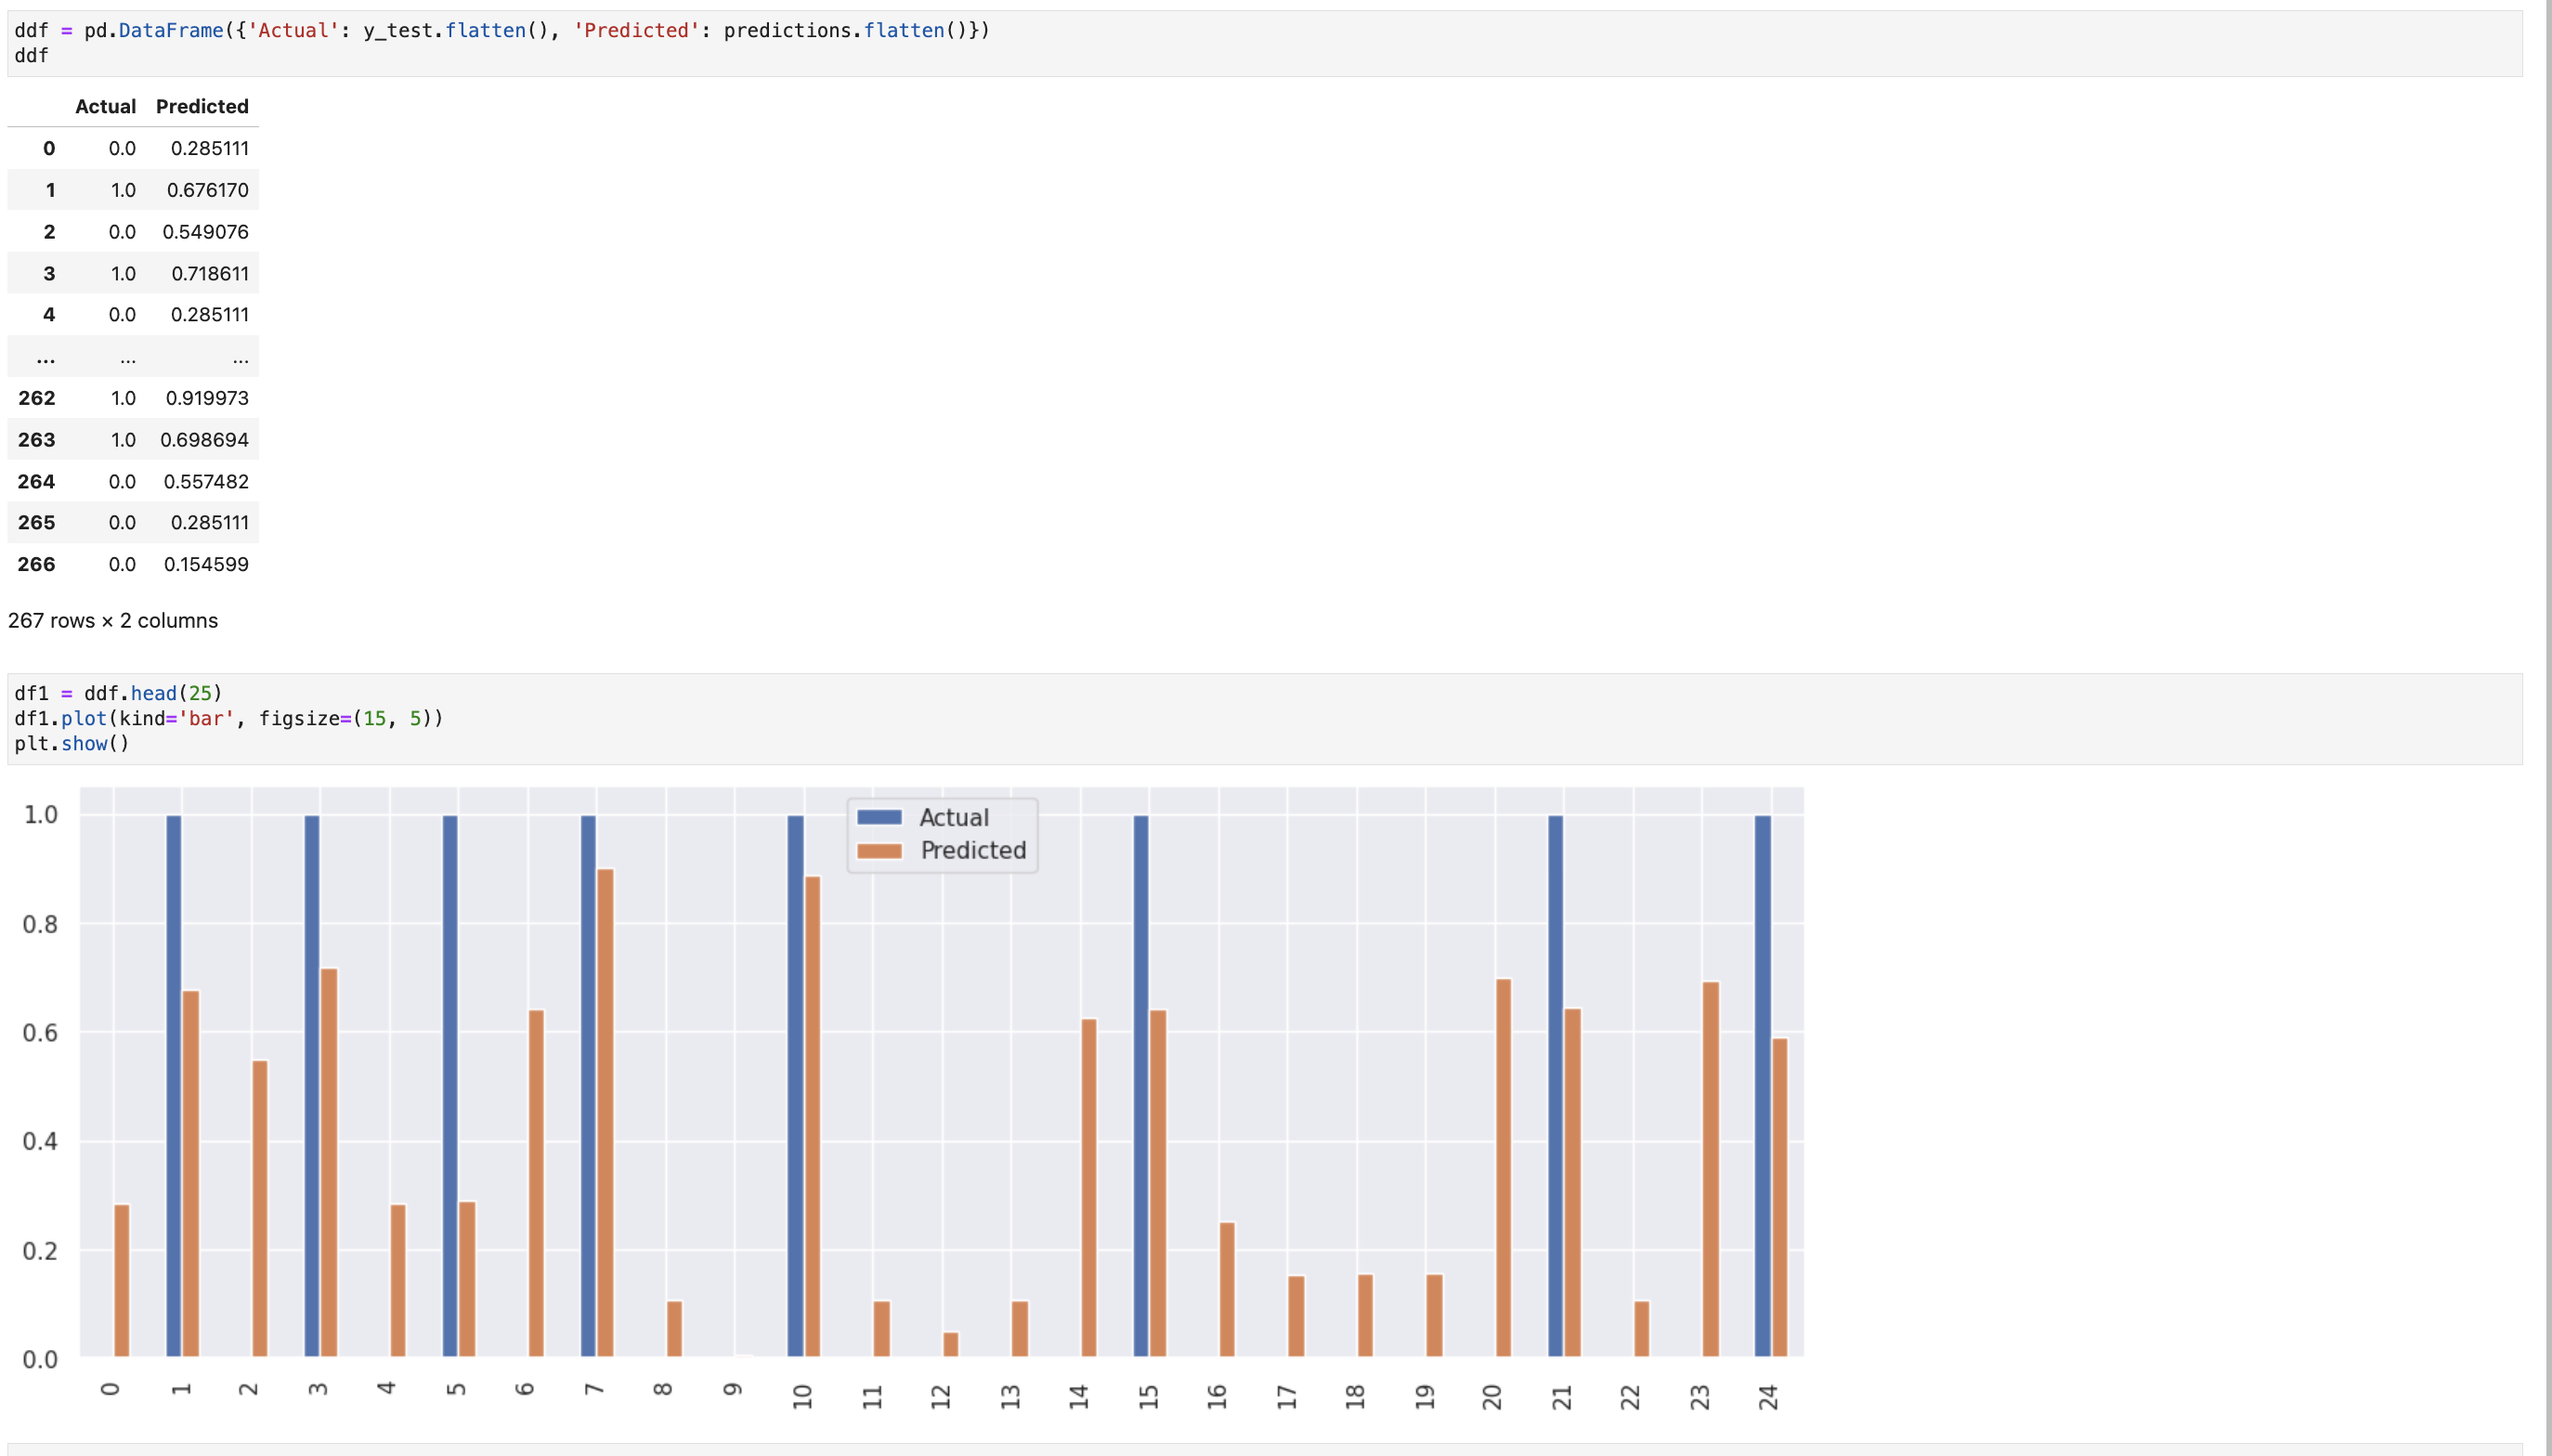 ddf = pd.DataFrame({'Actual': y_test.flatten(), 'Predicted': predictions.flatten()})
ddf
Actual Predicted
0 0.0 0.285111
1 1.0 0.676170
2 0.0 0.549076
3 1.0 0.718611
4 0.0 0.285111
... ... ...
262 1.0 0.919973
263 1.0 0.698694
264 0.0 0.557482
265 0.0 0.285111
266 0.0 0.154599
267 rows × 2 columns
df1 = ddf.head(25)
df1.plot(kind='bar', figsize=(15, 5))
plt.show()
Actual
Predicted
1.0
0.8
0.6
0.4
0.2
0.0
0 1 2 3 4 5 6 7 8 9 10 11 12 13 14 15 16 17 18 19 20 21 22 23 24